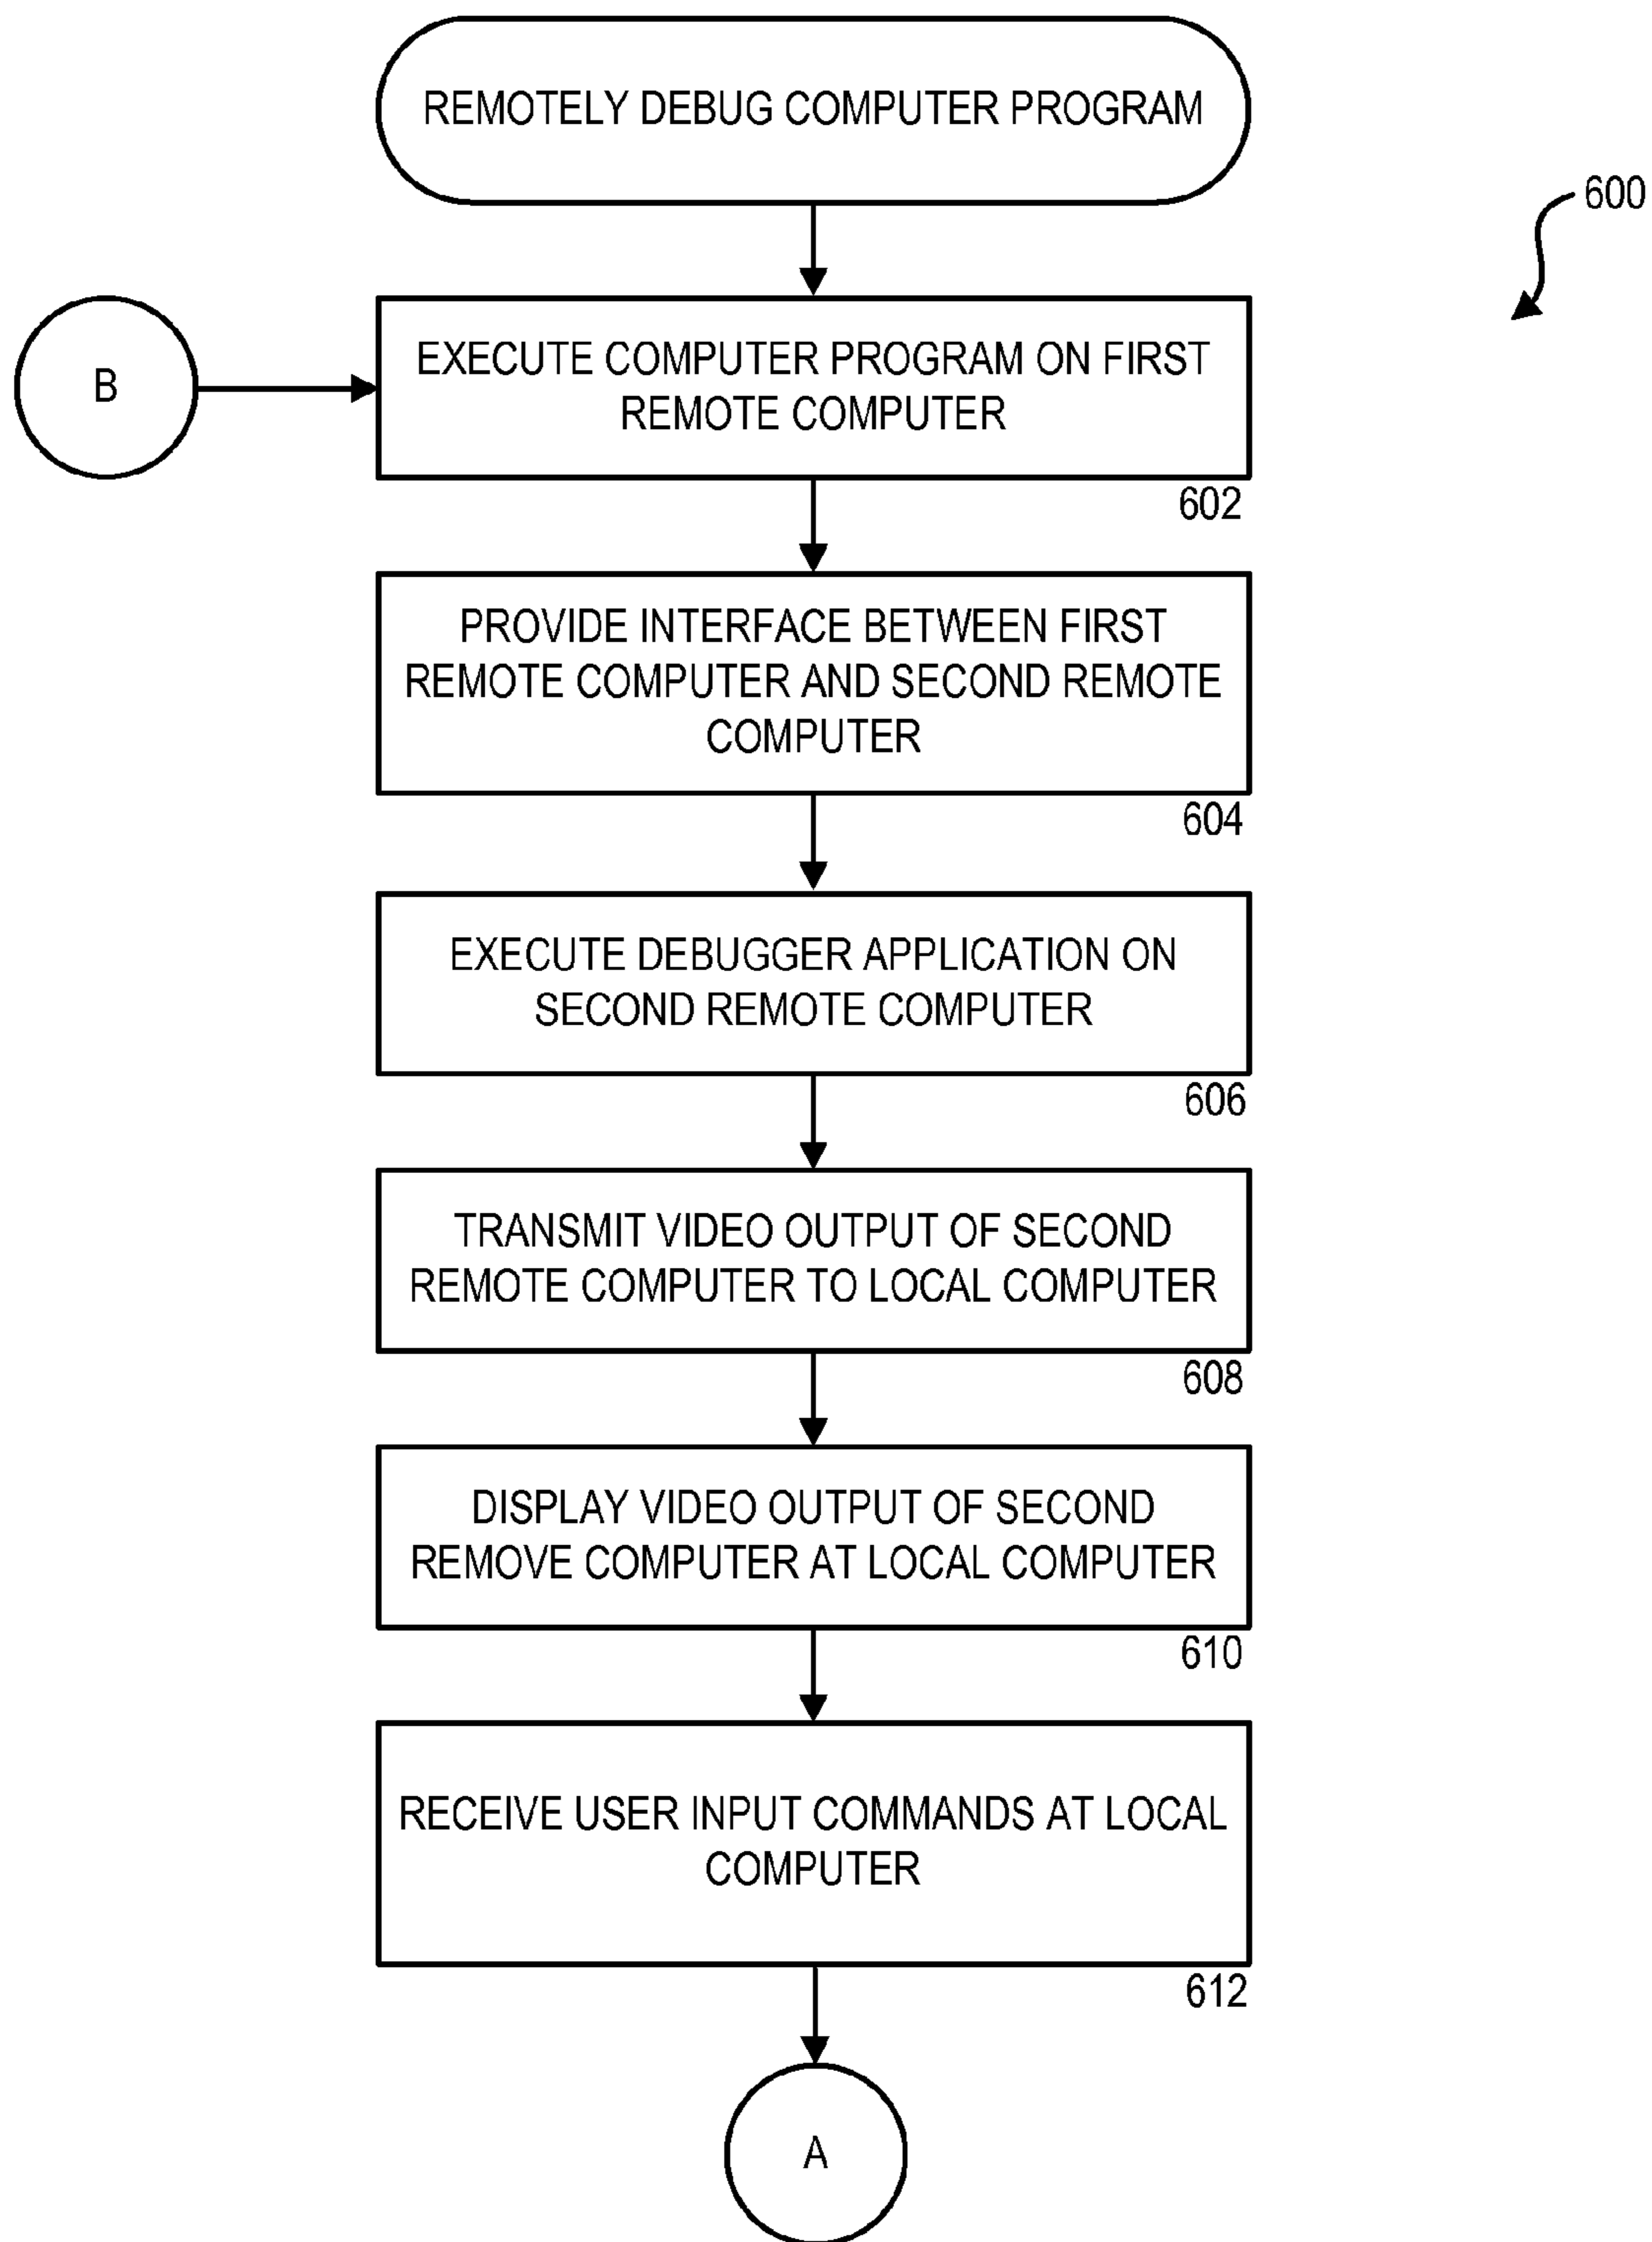 REMOTELY DEBUG COMPUTER PROGRAM
600
B
EXECUTE COMPUTER PROGRAM ON FIRST
REMOTE COMPUTER
602
PROVIDE INTERFACE BETWEEN FIRST
REMOTE COMPUTER AND SECOND REMOTE
COMPUTER
604
EXECUTE DEBUGGER APPLICATION ON
SECOND REMOTE COMPUTER
606
TRANSMIT VIDEO OUTPUT OF SECOND
REMOTE COMPUTER TO LOCAL COMPUTER
608
DISPLAY VIDEO OUTPUT OF SECOND
REMOVE COMPUTER AT LOCAL COMPUTER
610
RECEIVE USER INPUT COMMANDS AT LOCAL
COMPUTER
612
A